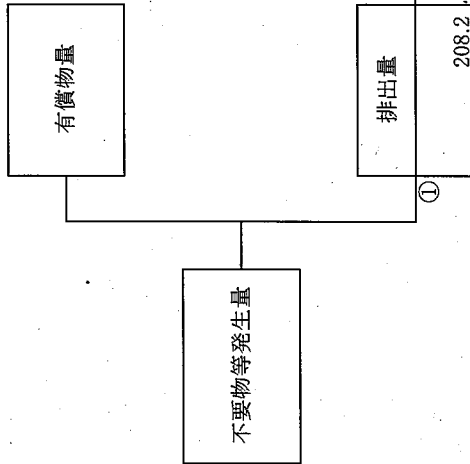 不要物等発生量
有償物量
①
排出量
208.2